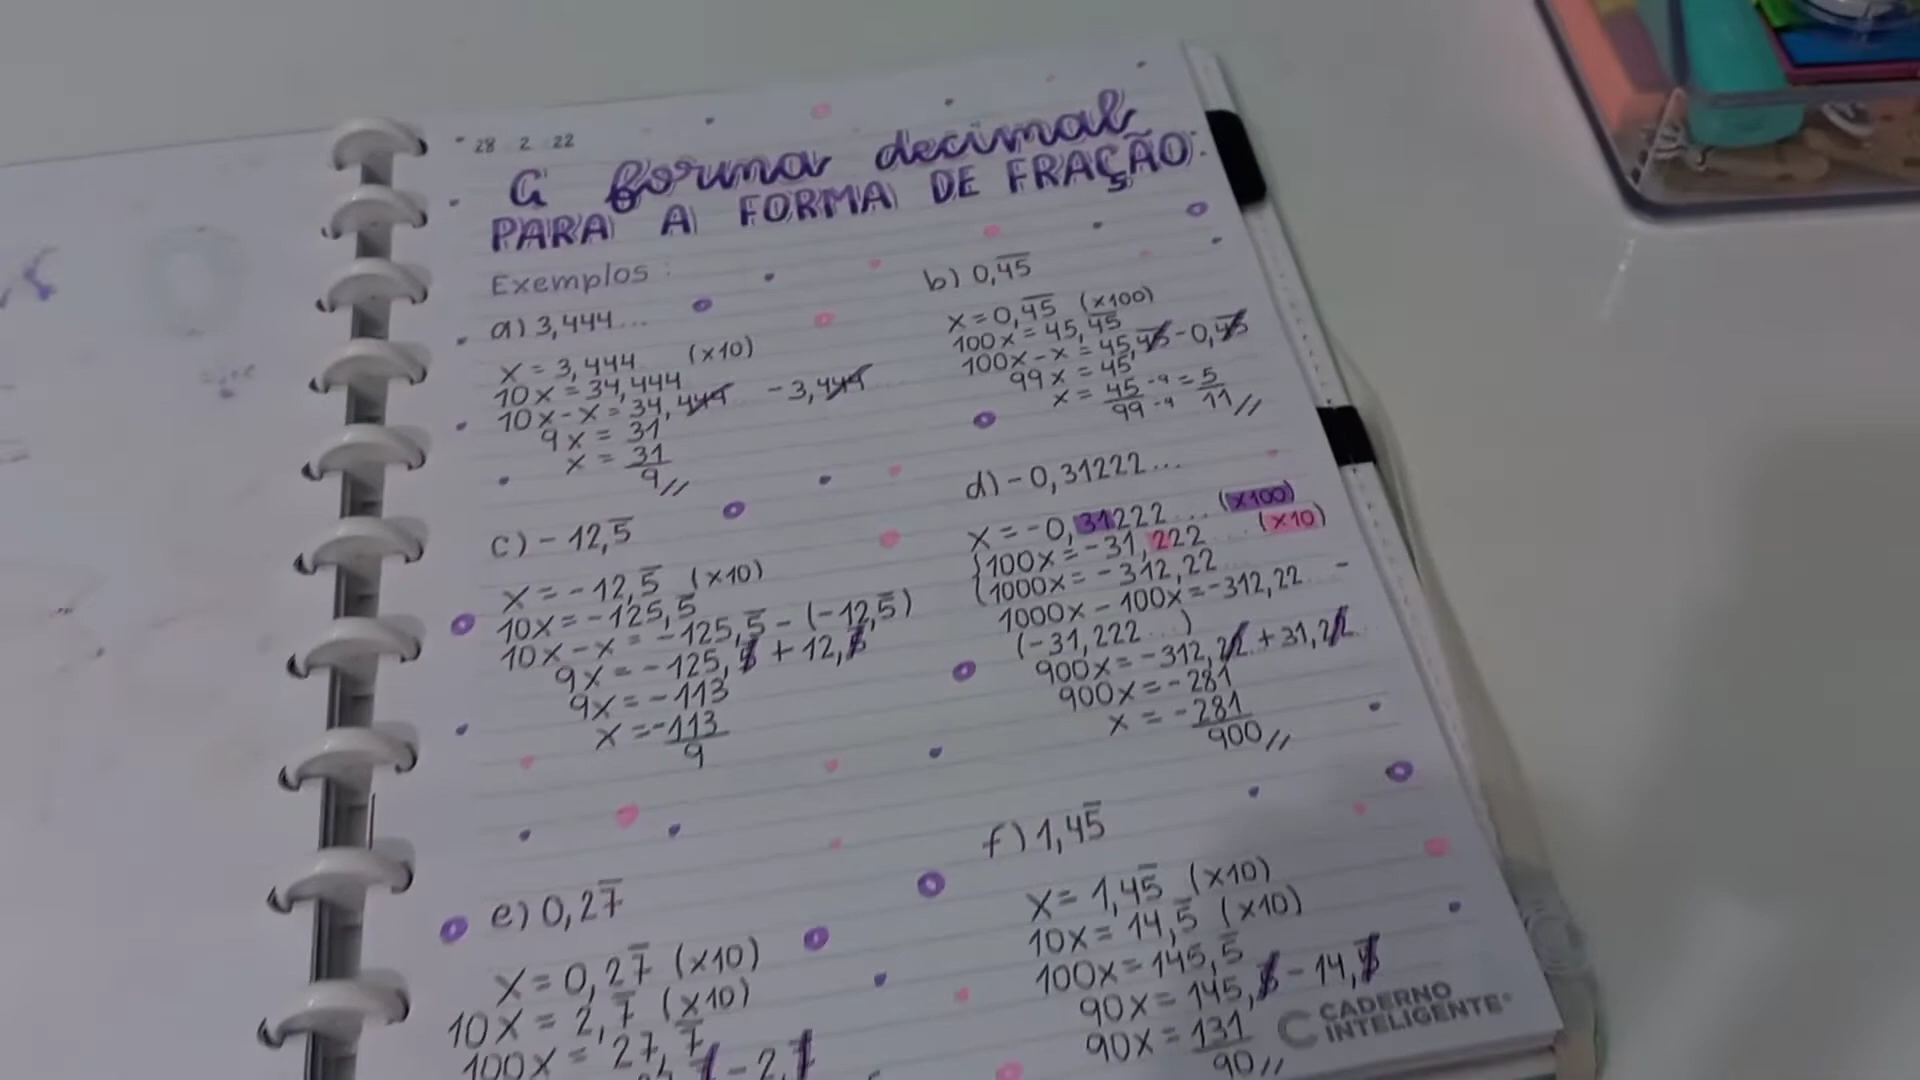 28 2 22
A forma decimal
PARA A FORMA DE FRAÇÃO:
Exemplos:
a) 3,444...
x = 3,444 (x10)
10x = 34,444
10x-x = 34,444 - 3,444
9x = 31
x = 31/9//
b) 0,4̅5̅
x = 0,4̅5̅ (x100)
100x = 45,4̅5̅
100x-x = 45,45 - 0,45
99x = 45
x = 45/99 = 5/11//
c) - 12,5̅
x = -12,5̅ (x10)
10x = -125,5̅
10x-x = -125,5̅ - (-12,5̅)
9x = -125,5 + 12,5
9x = -113
x = -113/9
d) - 0,31222...
x = -0,31222... (x100)
100x = -31,222... (x10)
1000x = -312,22
1000x - 100x = -312,22 -
(-31,222...)
900x = -312,22 + 31,22
900x = -281
x = -281/900//
e) 0,27̅
x = 0,27̅ (x10)
10x = 2,7̅ (x10)
100x = 27,7̅
- 2,7
f) 1,45̅
x = 1,45̅ (x10)
10x = 14,5̅ (x10)
100x = 145,5̅
90x = 145,5 - 14,5
90x = 131/90//
CADERNO
INTELIGENTE®